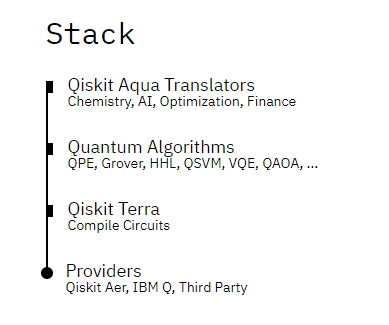 Stack
Qiskit Aqua Translators
Chemistry, AI, Optimization, Finance
Quantum Algorithms
QPE, Grover, HHL, QSVM, VQE, QAOA, ...
Qiskit Terra
Compile Circuits
Providers
Qiskit Aer, IBM Q, Third Party